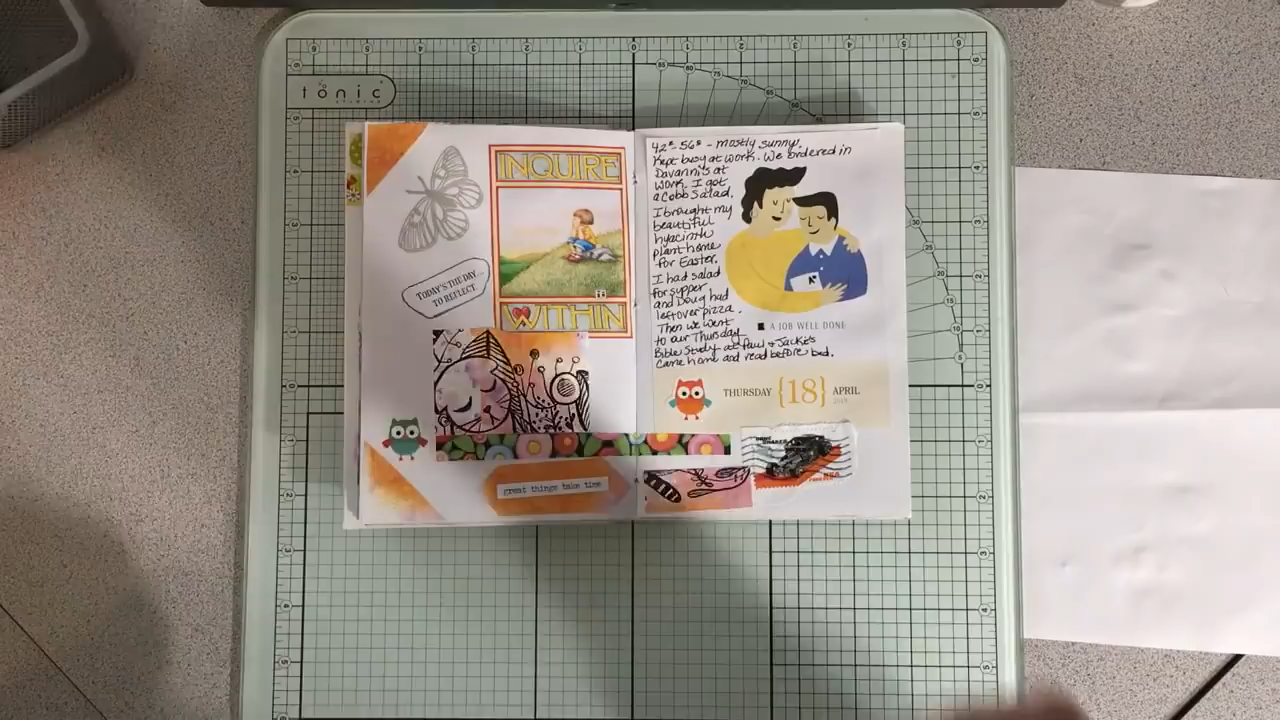 tonic
STUDIOS
INQUIRE
WITHIN
TODAY'S THE DAY...
TO REFLECT
great things take time
42°-56° - mostly sunny!
Kept busy at work. We ordered in
Davanni's at
work. I got
a Cobb Salad.
I brought my
beautiful
hyacinth
plant home
for Easter.
I had salad
for supper
and Doug had
leftover pizza.
Then we went
to our Thursday
Bible Study at Paul & Jackie's
Came home and read before bed.
A JOB WELL DONE
THURSDAY {18} APRIL
2019
FOREVER